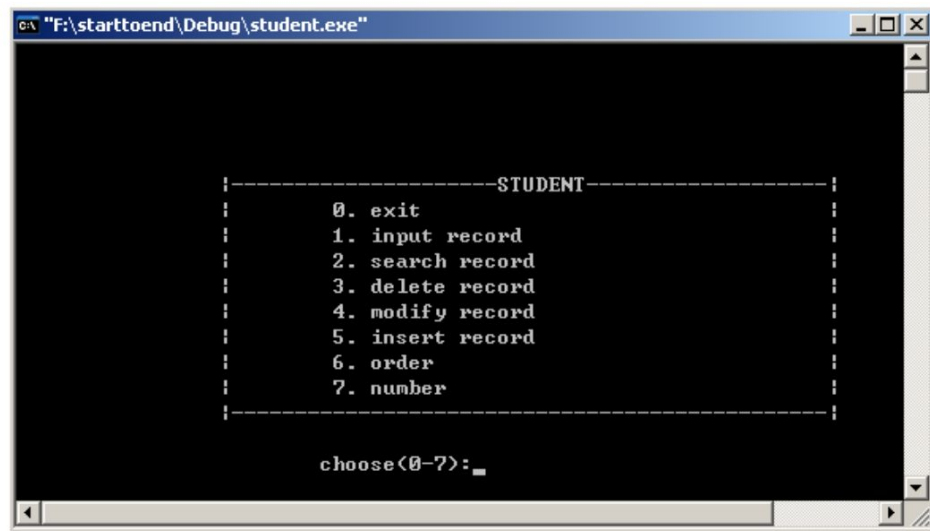 "F:\starttoend\Debug\student.exe"
|---------------------STUDENT-------------------|
| 0. exit |
| 1. input record |
| 2. search record |
| 3. delete record |
| 4. modify record |
| 5. insert record |
| 6. order |
| 7. number |
|-----------------------------------------------|
choose(0-7):_